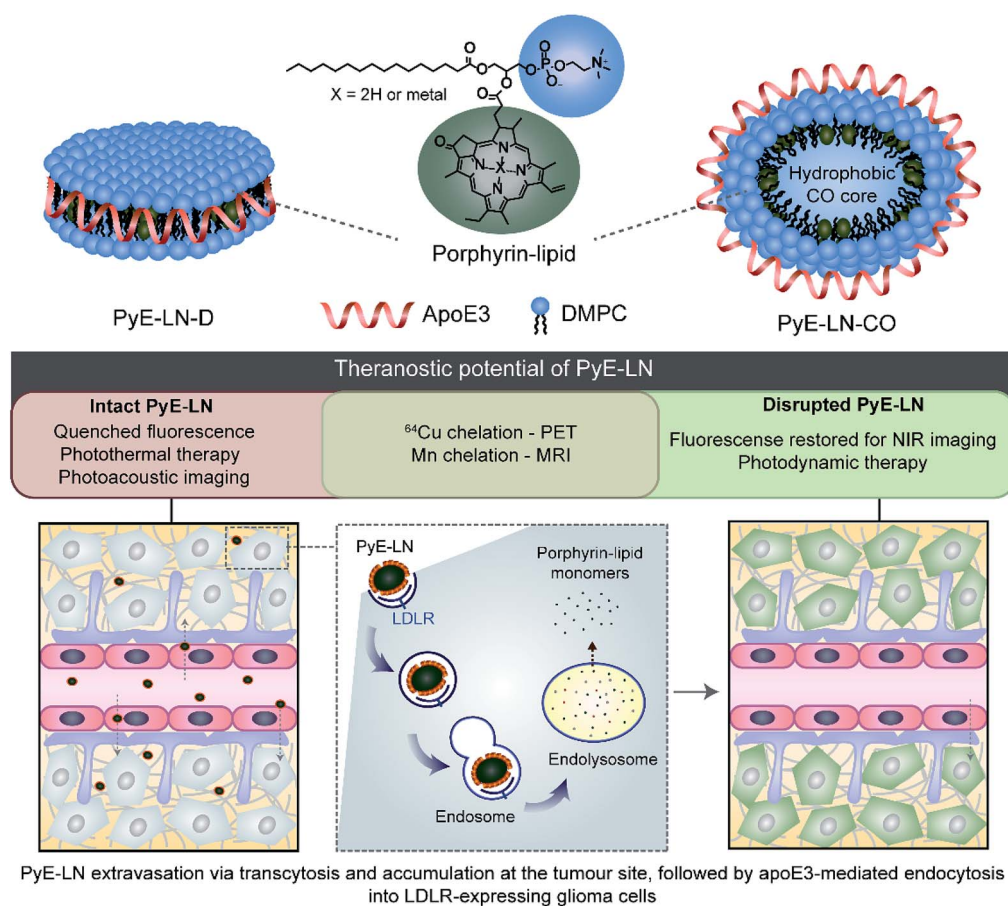 X = 2H or metal
O
O
O
O
O
P
O
O
O⁻
N⁺
O
N
N
X
N
N
Hydrophobic
CO core
Porphyrin-lipid
PyE-LN-D
ApoE3
DMPC
PyE-LN-CO
Theranostic potential of PyE-LN
Intact PyE-LN
Quenched fluorescence
Photothermal therapy
Photoacoustic imaging
⁶⁴Cu chelation - PET
Mn chelation - MRI
Disrupted PyE-LN
Fluorescense restored for NIR imaging
Photodynamic therapy
PyE-LN
LDLR
Endosome
Porphyrin-lipid
monomers
Endolysosome
PyE-LN extravasation via transcytosis and accumulation at the tumour site, followed by apoE3-mediated endocytosis
into LDLR-expressing glioma cells